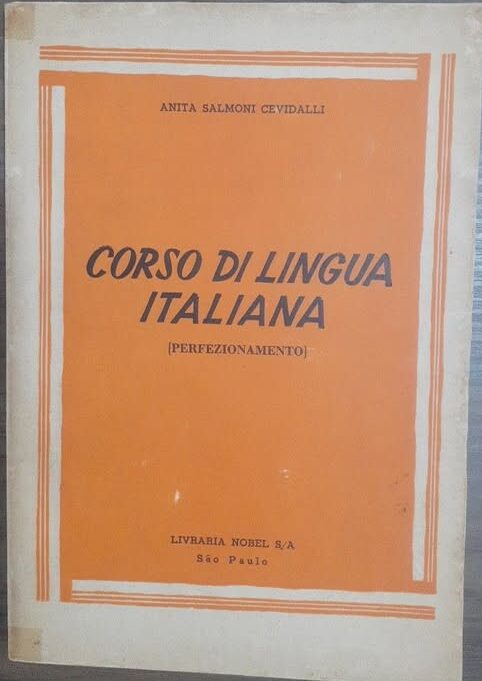 ANITA SALMONI CEVIDALLI
CORSO DI LINGUA
ITALIANA
[PERFEZIONAMENTO]
LIVRARIA NOBEL S/A
São Paulo